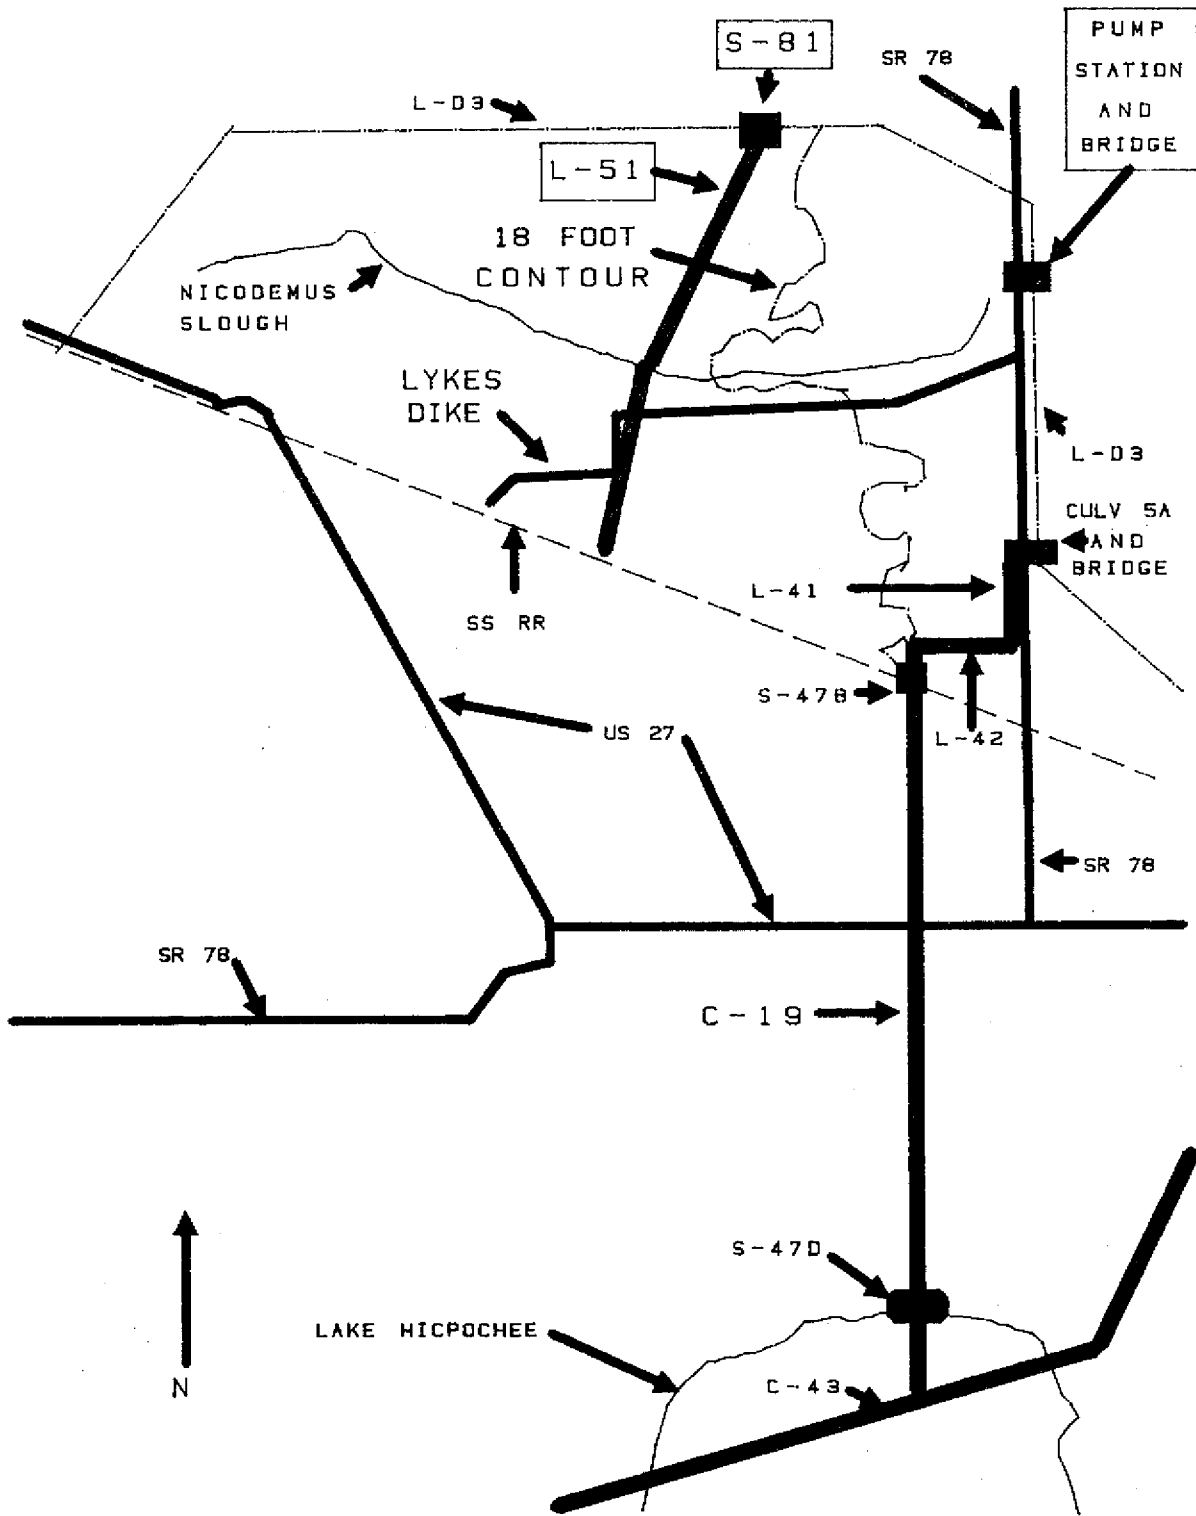 S-81
PUMP
STATION
AND
BRIDGE
SR 78
L-D3
L-51
18 FOOT
CONTOUR
NICODEMUS
SLOUGH
LYKES
DIKE
L-D3
CULV 5A
AND
BRIDGE
L-41
SS RR
S-47B
L-42
US 27
SR 78
SR 78
C-19
S-47D
LAKE HICPOCHEE
C-43
N